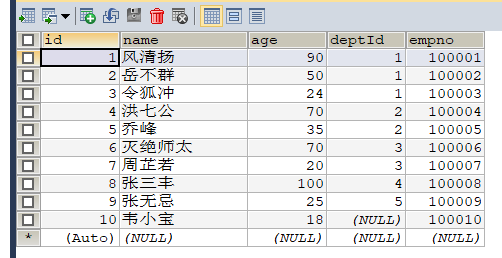 id name age deptId empno
1 风清扬 90 1 100001
2 岳不群 50 1 100002
3 令狐冲 24 1 100003
4 洪七公 70 2 100004
5 乔峰 35 2 100005
6 灭绝师太 70 3 100006
7 周芷若 20 3 100007
8 张三丰 100 4 100008
9 张无忌 25 5 100009
10 韦小宝 18 (NULL) 100010
* (Auto) (NULL) (NULL) (NULL) (NULL)